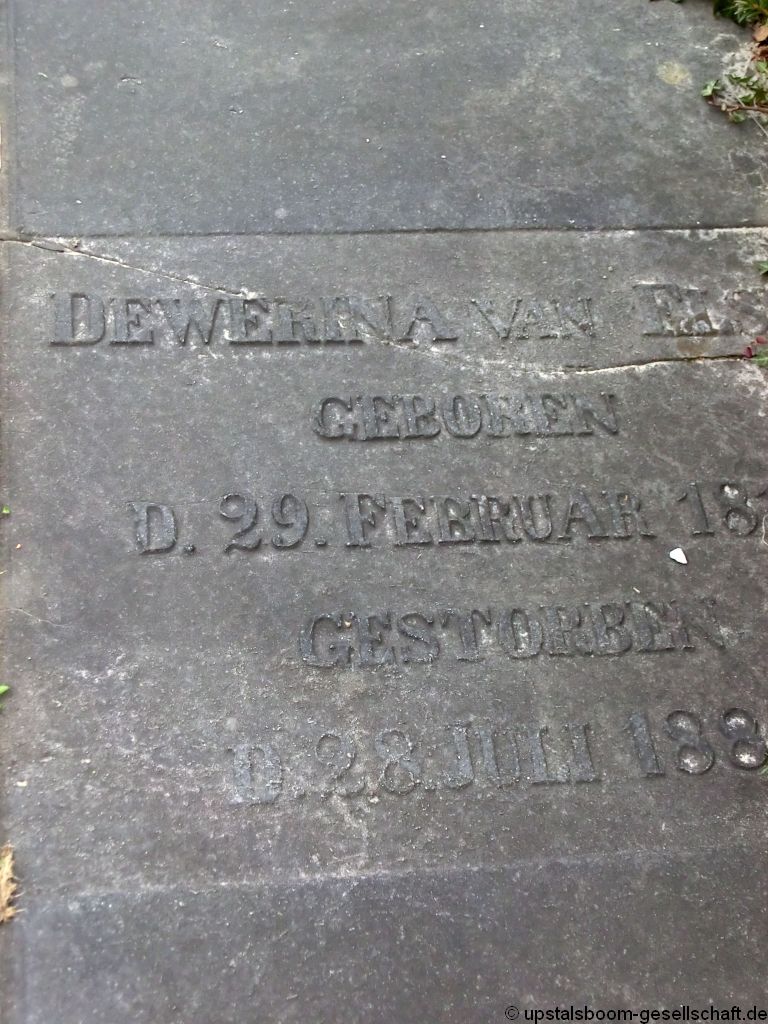 DEWERINA VAN
GEBOREN
D. 29. FEBRUAR
GESTORBEN
D. 28. JULI
© upstalsboom-gesellschaft.de